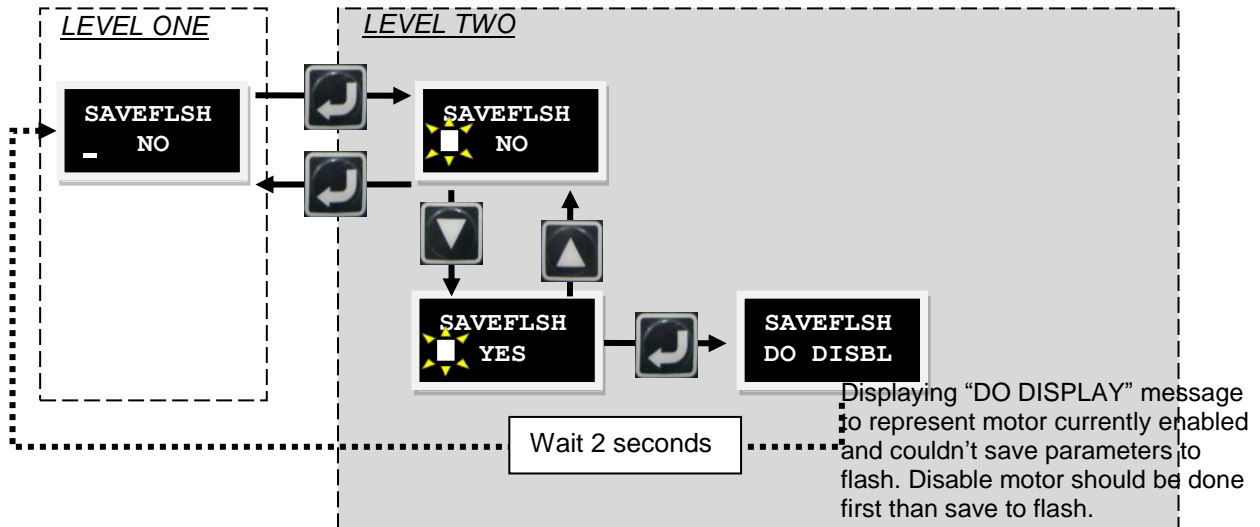 LEVEL ONE
LEVEL TWO
SAVEFLSH
NO
SAVEFLSH
NO
SAVEFLSH
YES
SAVEFLSH
DO DISBL
Wait 2 seconds
Displaying “DO DISPLAY” message
to represent motor currently enabled
and couldn’t save parameters to
flash. Disable motor should be done
first than save to flash.